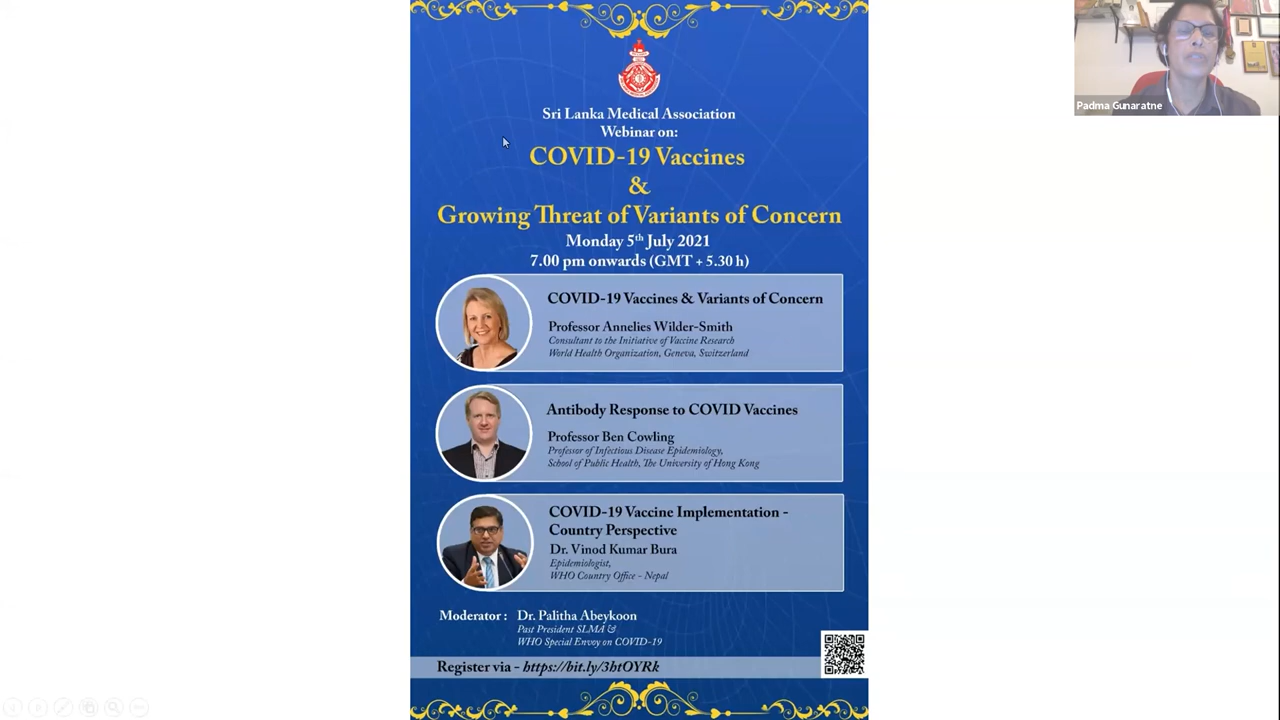 Sri Lanka Medical Association
Webinar on:
COVID-19 Vaccines
&
Growing Threat of Variants of Concern
Monday 5th July 2021
7.00 pm onwards (GMT + 5.30 h)
COVID-19 Vaccines & Variants of Concern
Professor Annelies Wilder-Smith
Consultant to the Initiative of Vaccine Research
World Health Organization, Geneva, Switzerland
Antibody Response to COVID Vaccines
Professor Ben Cowling
Professor of Infectious Disease Epidemiology,
School of Public Health, The University of Hong Kong
COVID-19 Vaccine Implementation -
Country Perspective
Dr. Vinod Kumar Bura
Epidemiologist,
WHO Country Office - Nepal
Moderator : Dr. Palitha Abeykoon
Past President SLMA &
WHO Special Envoy on COVID-19
Register via - https://bit.ly/3htOYRk
Padma Gunaratne